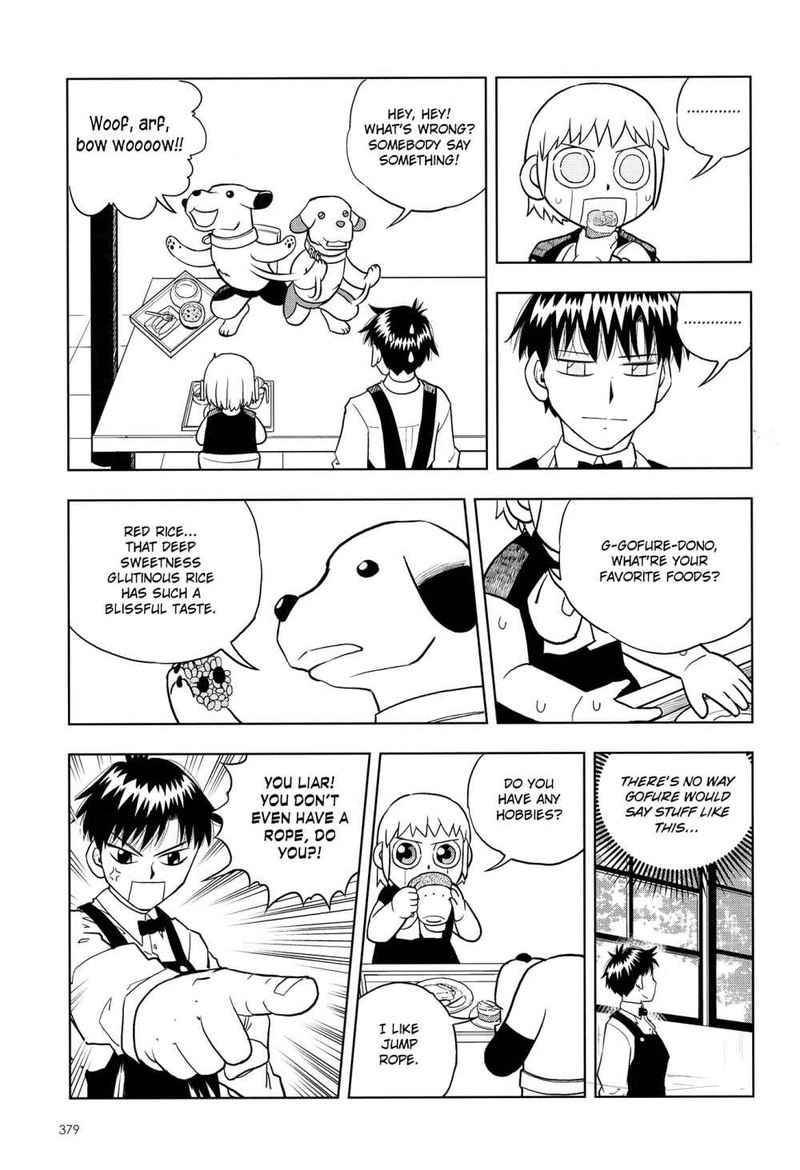 ............
............
HEY, HEY!
WHAT'S WRONG?
SOMEBODY SAY
SOMETHING!
Woof, arf,
bow woooow!!
G-GOFURE-DONO,
WHAT'RE YOUR
FAVORITE FOODS?
RED RICE...
THAT DEEP
SWEETNESS
GLUTINOUS RICE
HAS SUCH A
BLISSFUL TASTE.
THERE'S NO WAY
GOFURE WOULD
SAY STUFF LIKE
THIS...
DO YOU
HAVE ANY
HOBBIES?
I LIKE
JUMP
ROPE.
YOU LIAR!
YOU DON'T
EVEN HAVE A
ROPE, DO
YOU?!
379